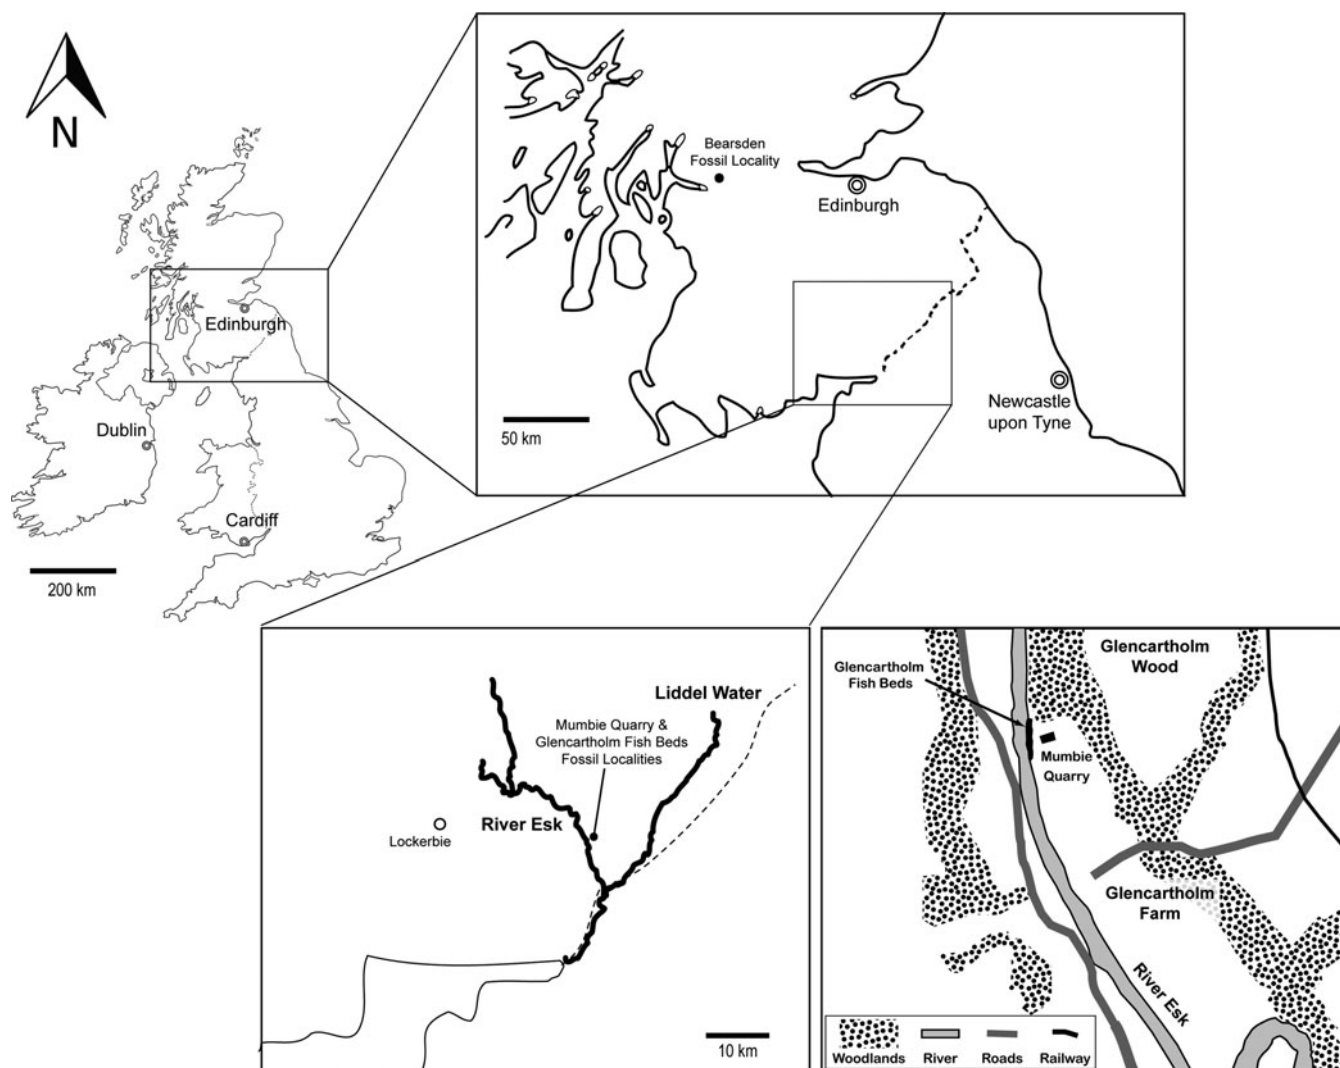 N
Edinburgh
Dublin
Cardiff
200 km
Bearsden
Fossil Locality
Edinburgh
Newcastle
upon Tyne
50 km
Liddel Water
Mumbie Quarry &
Glencartholm Fish Beds
Fossil Localities
River Esk
Lockerbie
10 km
Glencartholm
Wood
Glencartholm
Fish Beds
Mumbie
Quarry
Glencartholm
Farm
River Esk
Woodlands River Roads Railway